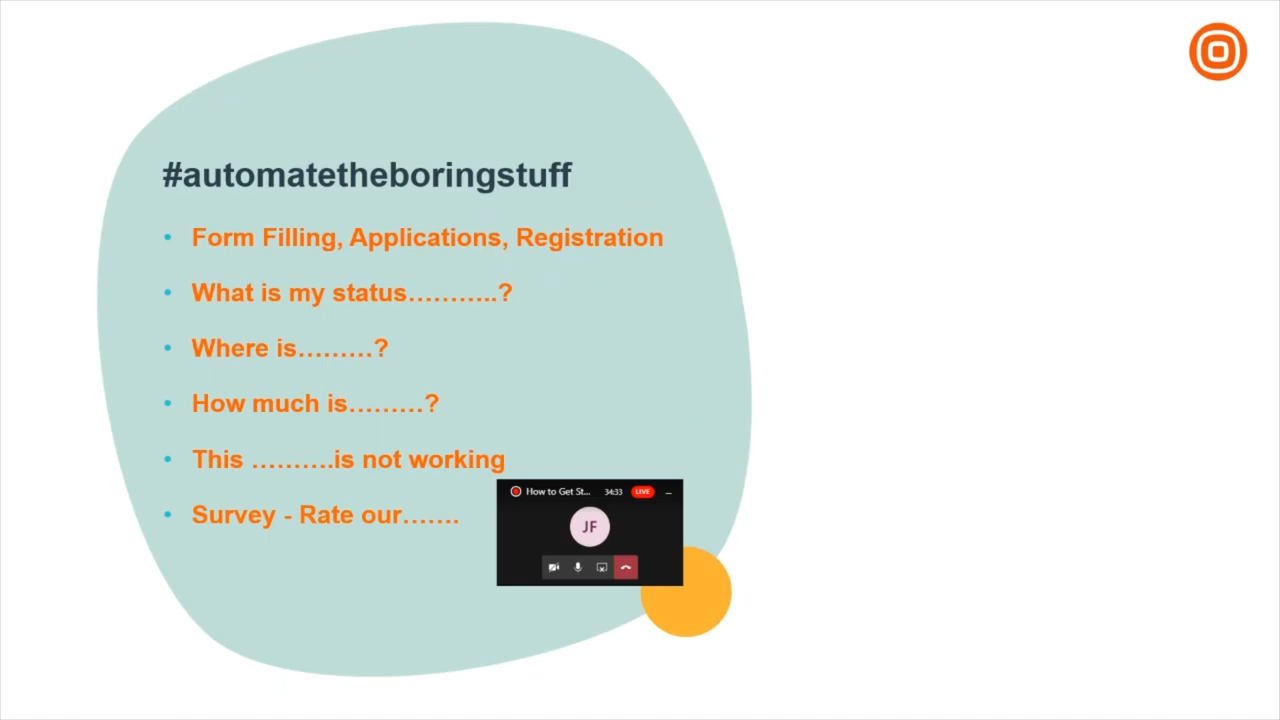 #automatetheboringstuff
• Form Filling, Applications, Registration
• What is my status………..?
• Where is………?
• How much is………?
• This ……….is not working
• Survey - Rate our…….
How to Get St... 34:33 LIVE
JF